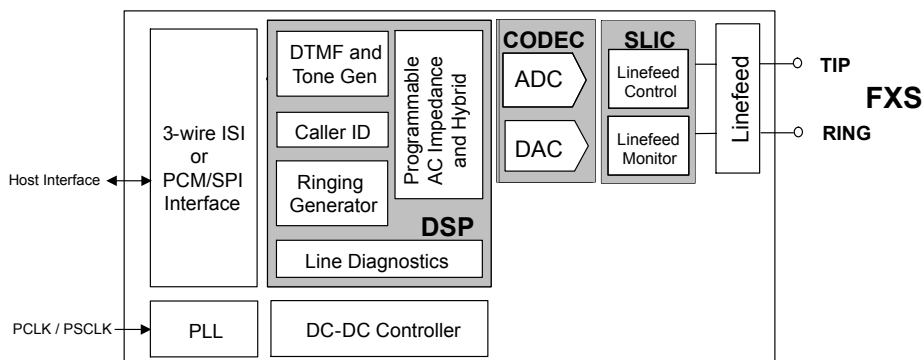 Host Interface
PCLK / PSCLK
3-wire ISI
or
PCM/SPI
Interface
PLL
DTMF and
Tone Gen
Caller ID
Ringing
Generator
Programmable
AC Impedance
and Hybrid
DSP
Line Diagnostics
DC-DC Controller
CODEC
ADC
DAC
SLIC
Linefeed
Control
Linefeed
Monitor
Linefeed
TIP
FXS
RING